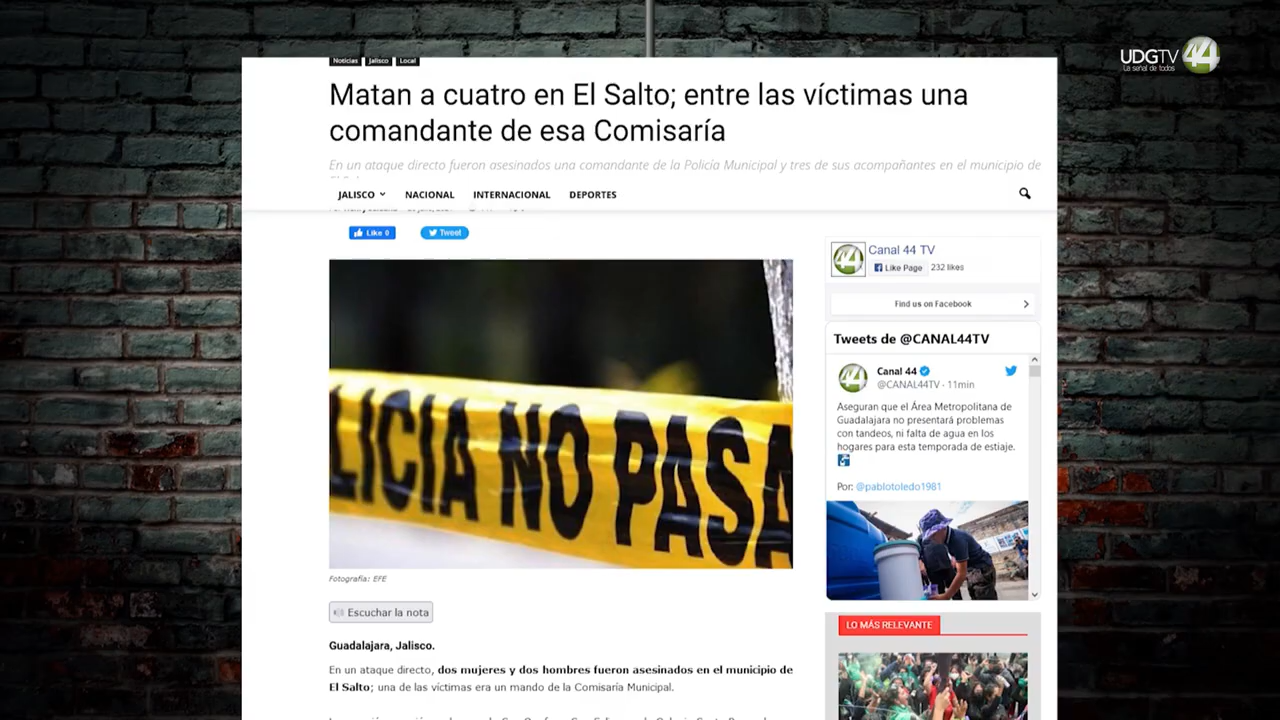 UDGTV 44
La señal de todos
Noticias Jalisco Local
Matan a cuatro en El Salto; entre las víctimas una
comandante de esa Comisaría
En un ataque directo fueron asesinados una comandante de la Policía Municipal y tres de sus acompañantes en el municipio de
JALISCO NACIONAL INTERNACIONAL DEPORTES
Like 0 Tweet
LICIA NO PASA
Fotografía: EFE
Escuchar la nota
Guadalajara, Jalisco.
En un ataque directo, dos mujeres y dos hombres fueron asesinados en el municipio de
El Salto; una de las víctimas era un mando de la Comisaría Municipal.
44
Canal 44 TV
Like Page 232 likes
Find us on Facebook
Tweets de @CANAL44TV
44
Canal 44
@CANAL44TV · 11min
Aseguran que el Área Metropolitana de
Guadalajara no presentará problemas
con tandeos, ni falta de agua en los
hogares para esta temporada de estiaje.
Por: @pablotoledo1981
LO MÁS RELEVANTE